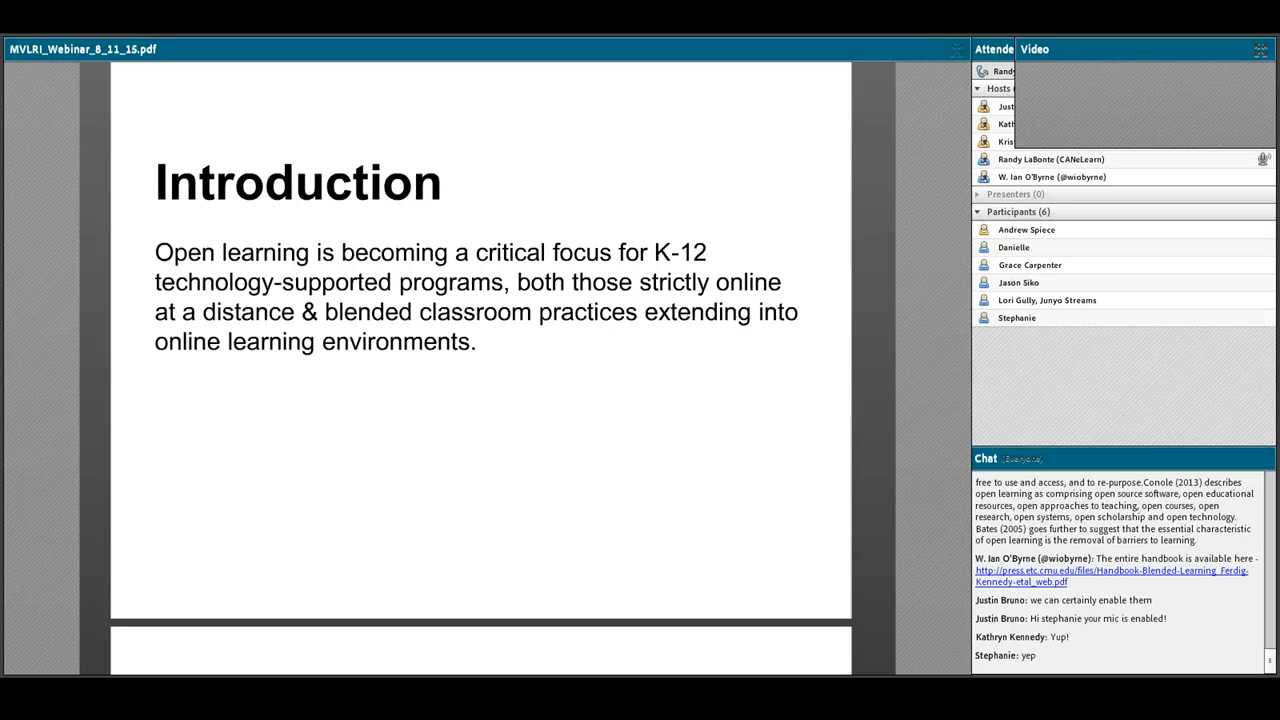 MVLRI_Webinar_8_11_15.pdf
Introduction
Open learning is becoming a critical focus for K-12
technology-supported programs, both those strictly online
at a distance & blended classroom practices extending into
online learning environments.
Attende
Video
Randy
Hosts (
Just
Kath
Kris
Randy LaBonte (CANeLearn)
W. Ian O'Byrne (@wiobyrne)
Presenters (0)
Participants (6)
Andrew Spiece
Danielle
Grace Carpenter
Jason Siko
Lori Gully, Junyo Streams
Stephanie
Chat (Everyone)
free to use and access, and to re-purpose.Conole (2013) describes
open learning as comprising open source software, open educational
resources, open approaches to teaching, open courses, open
research, open systems, open scholarship and open technology.
Bates (2005) goes further to suggest that the essential characteristic
of open learning is the removal of barriers to learning.
W. Ian O'Byrne (@wiobyrne): The entire handbook is available here -
http://press.etc.cmu.edu/files/Handbook-Blended-Learning_Ferdig-
Kennedy-etal_web.pdf
Justin Bruno: we can certainly enable them
Justin Bruno: Hi stephanie your mic is enabled!
Kathryn Kennedy: Yup!
Stephanie: yep